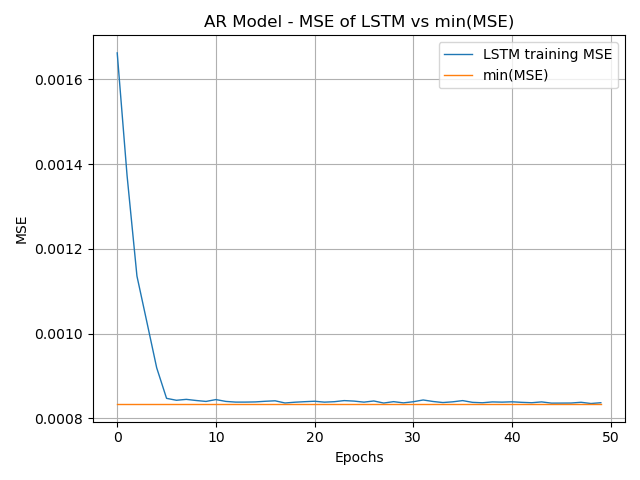 AR Model - MSE of LSTM vs min(MSE)
LSTM training MSE
min(MSE)
MSE
0.0016
0.0014
0.0012
0.0010
0.0008
0 10 20 30 40 50
Epochs